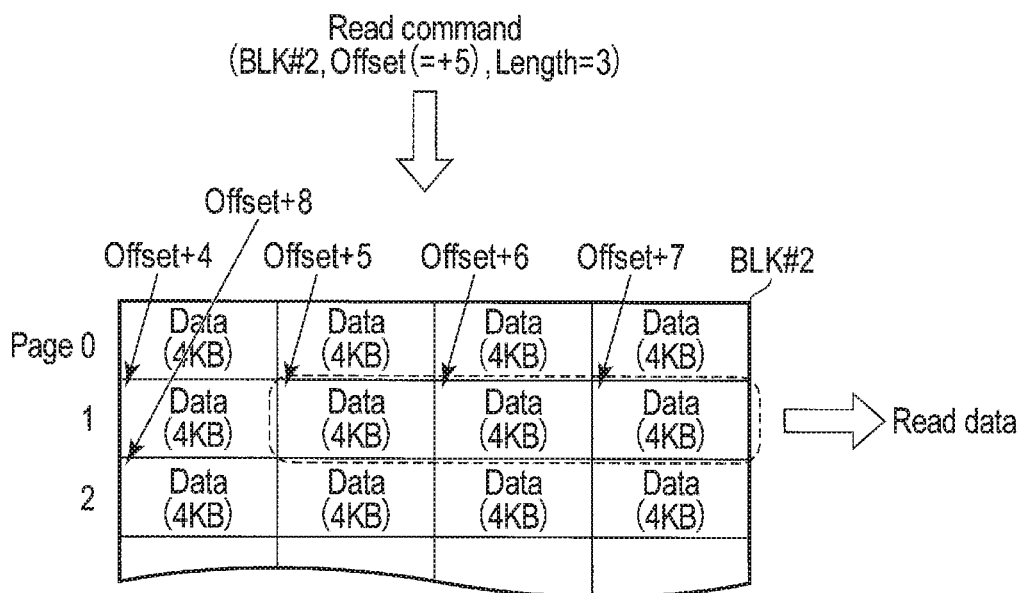 Read command
(BLK#2, Offset(=+5), Length=3)
Offset+8
Offset+4 Offset+5 Offset+6 Offset+7 BLK#2
Page 0
Data Data Data Data
(4KB) (4KB) (4KB) (4KB)
1
Data Data Data Data
(4KB) (4KB) (4KB) (4KB)
Read data
2
Data Data Data Data
(4KB) (4KB) (4KB) (4KB)